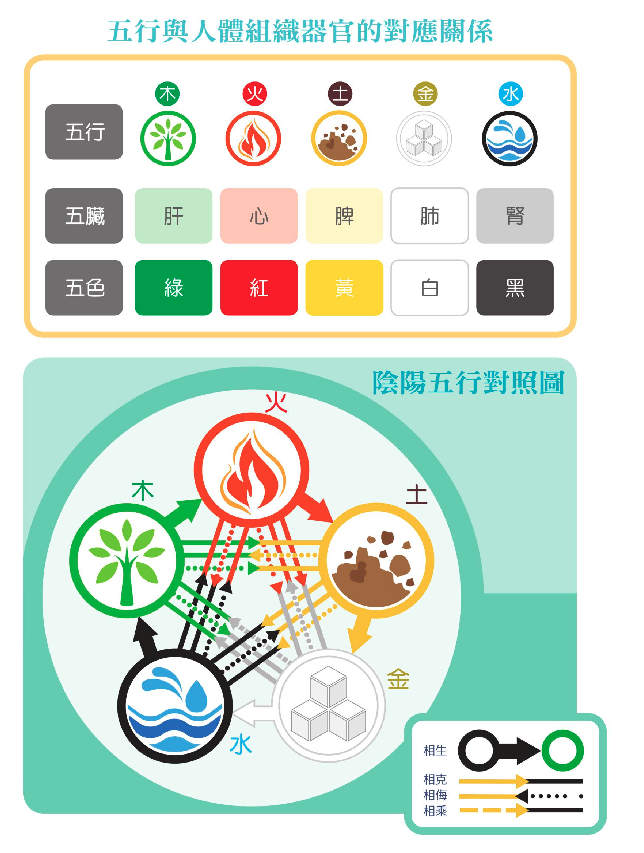 五行與人體組織器官的對應關係
木 火 土 金 水
五行
五臟 肝 心 脾 肺 腎
五色 綠 紅 黃 白 黑
陰陽五行對照圖
火
木
土
金
水
相生
相克
相侮
相乘